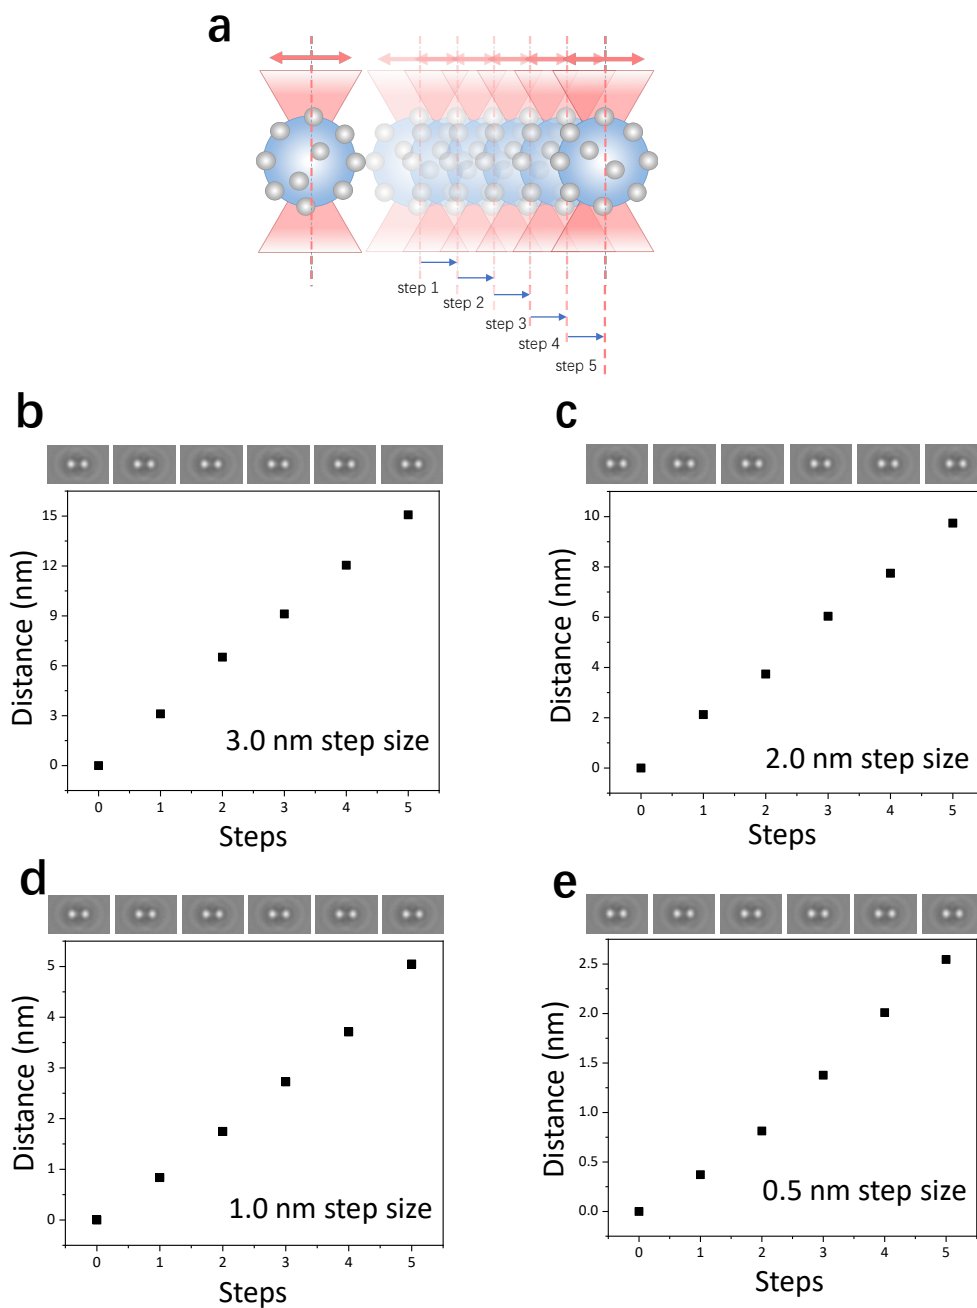 a
step 1
step 2
step 3
step 4
step 5
b
15
12
9
6
3
0
Distance (nm)
3.0 nm step size
0 1 2 3 4 5
Steps
c
10
8
6
4
2
0
Distance (nm)
2.0 nm step size
0 1 2 3 4 5
Steps
d
5
4
3
2
1
0
Distance (nm)
1.0 nm step size
0 1 2 3 4 5
Steps
e
2.5
2.0
1.5
1.0
0.5
0.0
Distance (nm)
0.5 nm step size
0 1 2 3 4 5
Steps